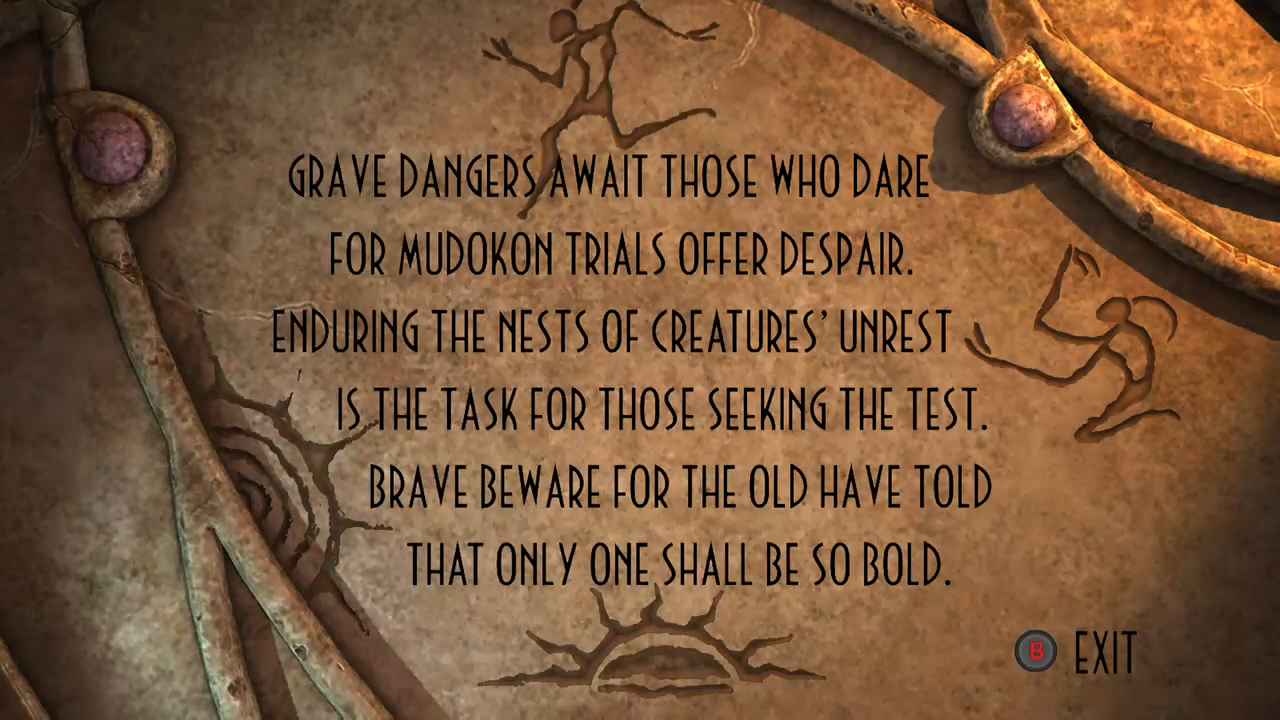 GRAVE DANGERS AWAIT THOSE WHO DARE
FOR MUDOKON TRIALS OFFER DESPAIR.
ENDURING THE NESTS OF CREATURES' UNREST
IS THE TASK FOR THOSE SEEKING THE TEST.
BRAVE BEWARE FOR THE OLD HAVE TOLD
THAT ONLY ONE SHALL BE SO BOLD.
B EXIT